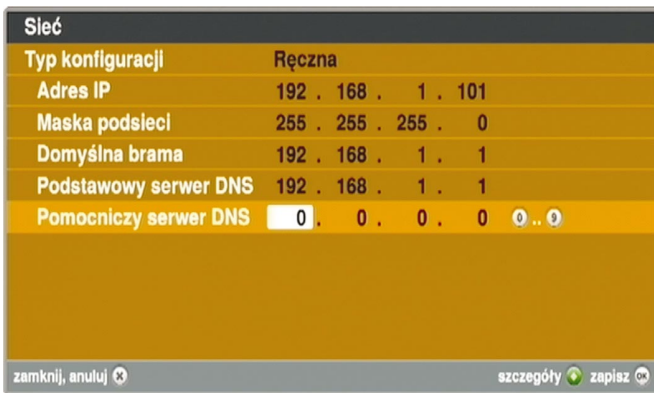 Sieć
Typ konfiguracji Ręczna
Adres IP 192 . 168 . 1 . 101
Maska podsieci 255 . 255 . 255 . 0
Domyślna brama 192 . 168 . 1 . 1
Podstawowy serwer DNS 192 . 168 . 1 . 1
Pomocniczy serwer DNS 0 . 0 . 0 . 0 0 .. 9
zamknij, anuluj x szczegóły zapisz OK